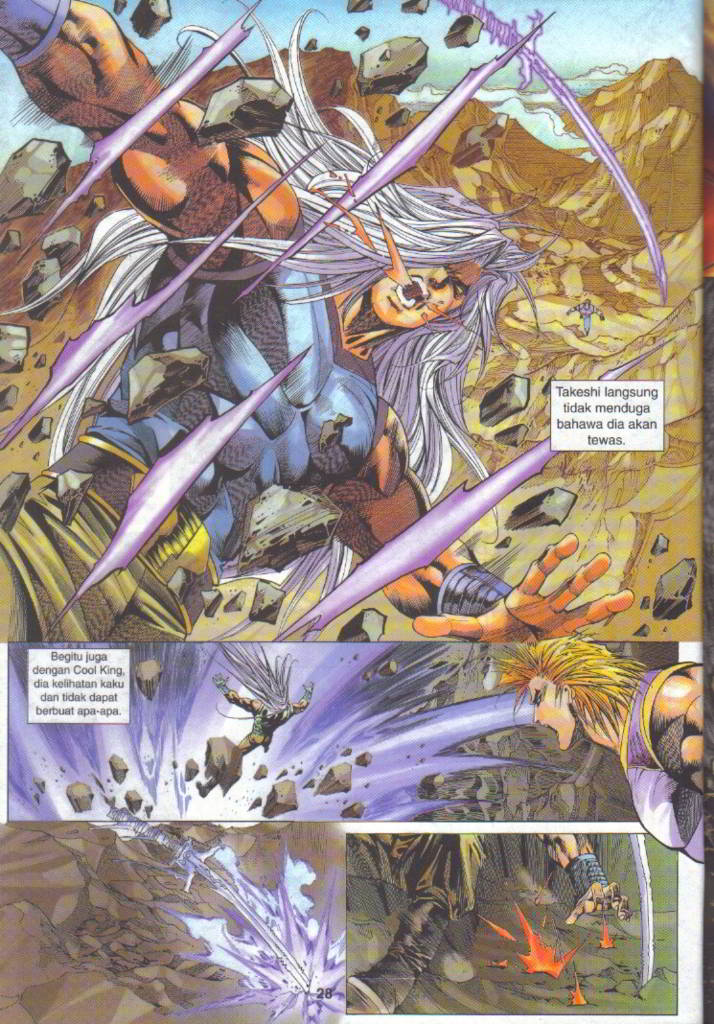 Takeshi langsung
tidak menduga
bahawa dia akan
tewas.
Begitu juga
dengan Cool King,
dia kelihatan kaku
dan tidak dapat
berbuat apa-apa.
28